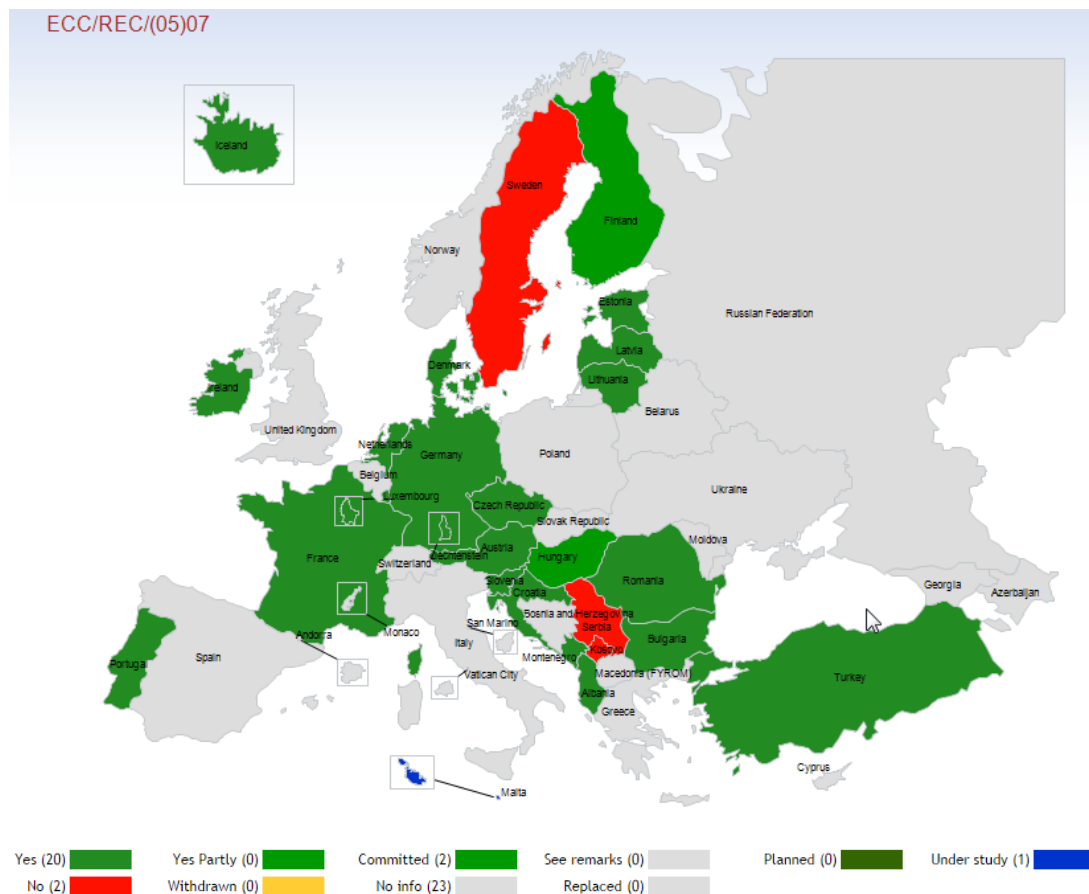 ECC/REC/(05)07
Iceland
Sweden
Finland
Norway
Estonia
Russian Federation
Latvia
Denmark
Lithuania
Ireland
Belarus
United Kingdom
Netherlands
Germany
Poland
Belgium
Ukraine
Luxembourg
Czech Republic
Slovak Republic
Moldova
Austria
France
Liechtenstein
Hungary
Switzerland
Slovenia
Romania
Croatia
Georgia
Azerbaijan
Bosnia and Herzegovina
San Marino
Serbia
Monaco
Andorra
Italy
Bulgaria
Kosovo
Spain
Portugal
Montenegro
Vatican City
Macedonia (FYROM)
Turkey
Albania
Greece
Cyprus
Malta
Yes (20) Yes Partly (0) Committed (2) See remarks (0) Planned (0) Under study (1)
No (2) Withdrawn (0) No info (23) Replaced (0)